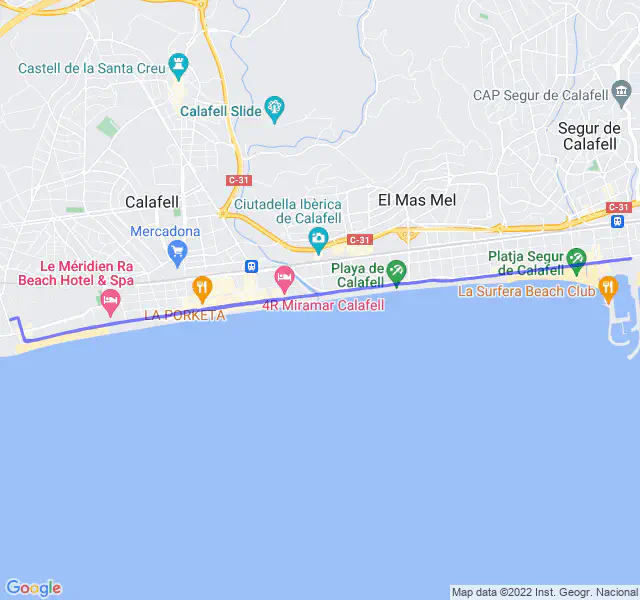 Castell de la Santa Creu
Calafell Slide
CAP Segur de Calafell
Segur de
Calafell
C-31
Calafell
El Mas Mel
Ciutadella Ibèrica
de Calafell
C-31
Mercadona
C-31
Le Méridien Ra
Beach Hotel & Spa
Playa de
Calafell
Platja Segur
de Calafell
4R Miramar Calafell
La Surfera Beach Club
LA PORKETA
Google
Map data ©2022 Inst. Geogr. Nacional